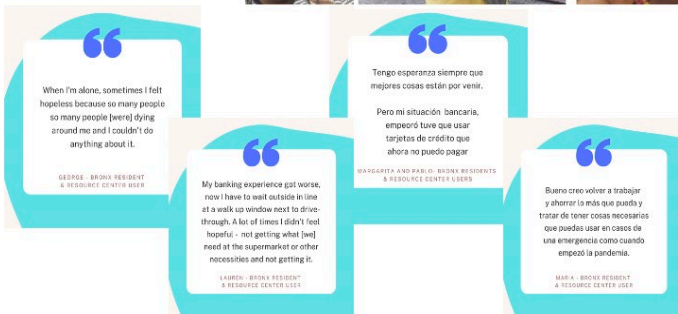 When I'm alone, sometimes I felt
hopeless because so many people
so many people [were] dying
around me and I couldn't do
anything about it.
GEORGE - BRONX RESIDENT
& RESOURCE CENTER USER
My banking experience got worse,
now I have to wait outside in line
at a walk up window next to drive-
through. A lot of times I didn't feel
hopeful - not getting what [we]
need at the supermarket or other
necessities and not getting it.
LAUREN - BRONX RESIDENT
& RESOURCE CENTER USER
Tengo esperanza siempre que
mejores cosas están por venir.
Pero mi situación bancaria,
empeoró tuve que usar
tarjetas de crédito que
ahora no puedo pagar
MARGARITA AND PABLO- BRONX RESIDENTS
& RESOURCE CENTER USERS
Bueno creo volver a trabajar
y ahorrar lo más que pueda y
tratar de tener cosas necesarias
que puedas usar en casos de
una emergencia como cuando
empezó la pandemia.
MARIA - BRONX RESIDENT
& RESOURCE CENTER USER